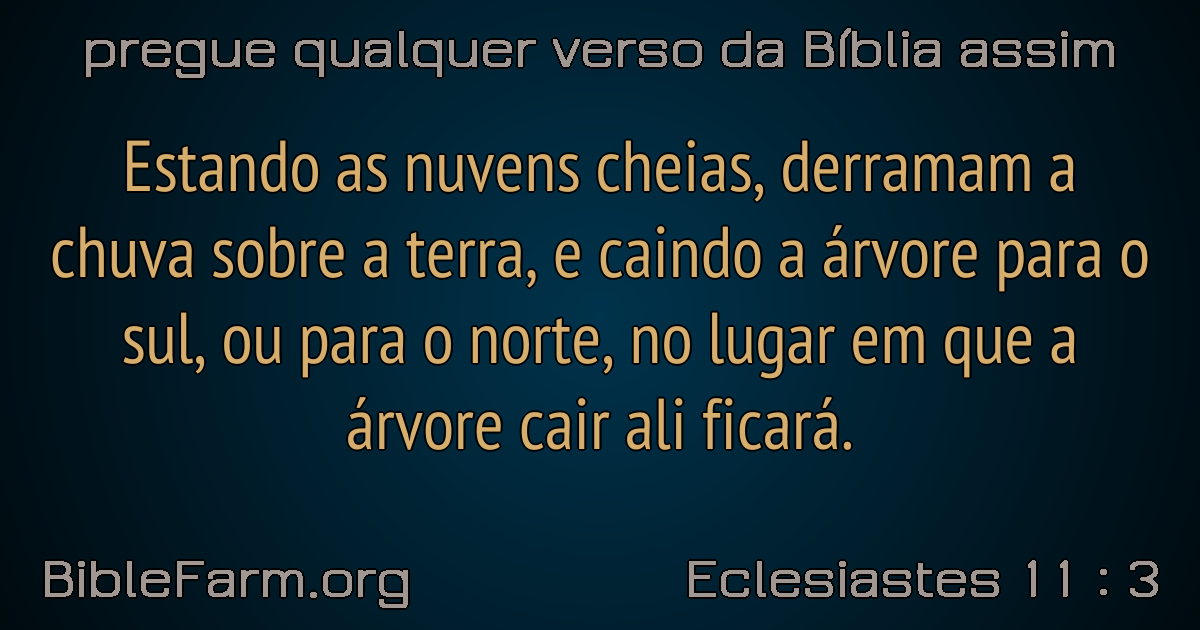 pregue qualquer verso da Bíblia assim
Estando as nuvens cheias, derramam a
chuva sobre a terra, e caindo a árvore para o
sul, ou para o norte, no lugar em que a
árvore cair ali ficará.
BibleFarm.org
Eclesiastes 11 : 3